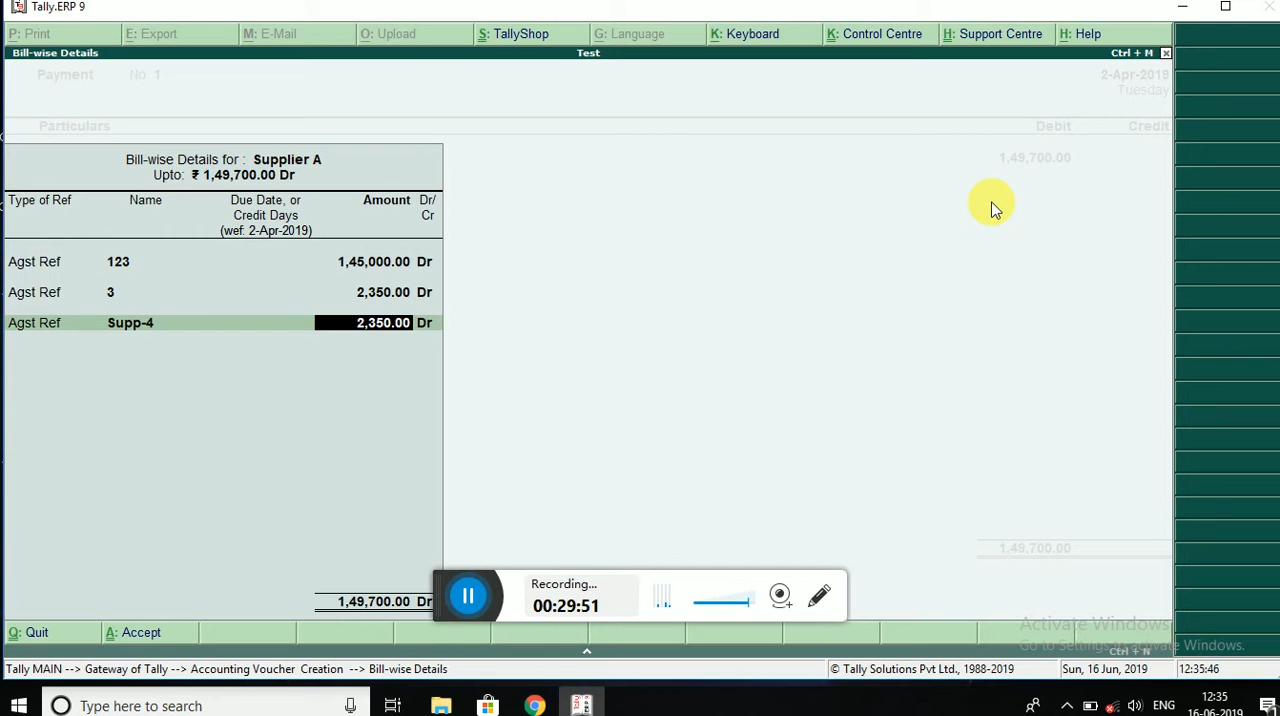 Tally.ERP 9
P: Print E: Export M: E-Mail O: Upload S: TallyShop G: Language K: Keyboard K: Control Centre H: Support Centre H: Help
Bill-wise Details Test Ctrl + M
Payment No. 1 2-Apr-2019
Tuesday
Particulars Debit Credit
1,49,700.00
Bill-wise Details for : Supplier A
Upto: ₹ 1,49,700.00 Dr
Type of Ref Name Due Date, or Amount Dr/
Credit Days Cr
(wef: 2-Apr-2019)
Agst Ref 123 1,45,000.00 Dr
Agst Ref 3 2,350.00 Dr
Agst Ref Supp-4 2,350.00 Dr
1,49,700.00
Recording...
00:29:51
1,49,700.00 Dr
Activate Windows
Go to Settings to activate Windows.
Q: Quit A: Accept
Ctrl + N
Tally MAIN --> Gateway of Tally --> Accounting Voucher Creation --> Bill-wise Details © Tally Solutions Pvt Ltd., 1988-2019 Sun, 16 Jun, 2019 12:35:46
Type here to search ENG 12:35
16-06-2019